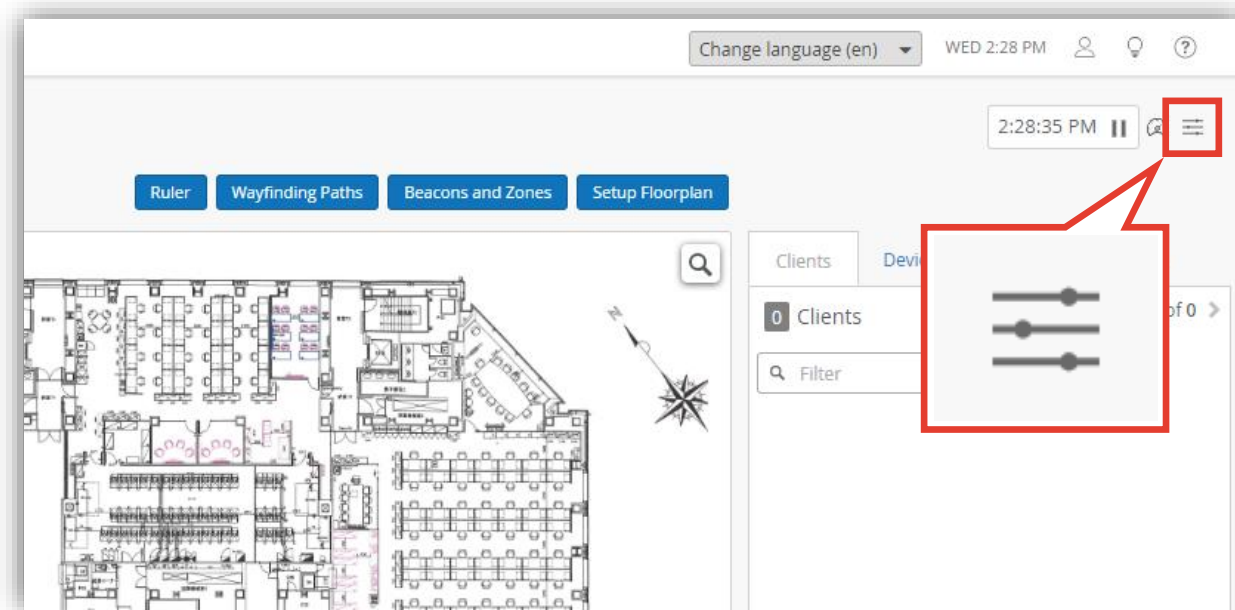 Change language (en) WED 2:28 PM
2:28:35 PM
Ruler Wayfinding Paths Beacons and Zones Setup Floorplan
Clients
0 Clients of 0
Filter
N